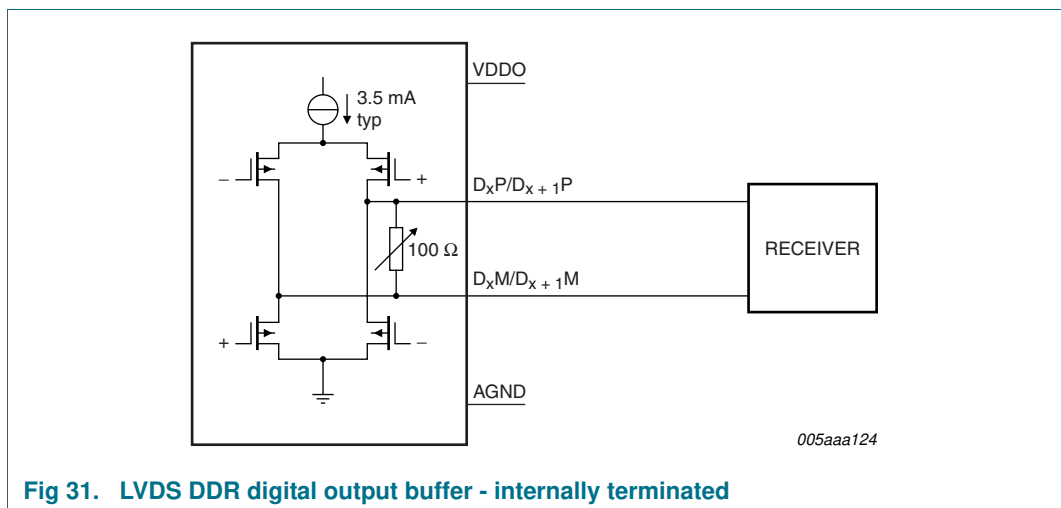 VDDO
3.5 mA
typ
– +
DxP/Dx + 1P
100 Ω
RECEIVER
DxM/Dx + 1M
+ –
AGND
005aaa124
Fig 31. LVDS DDR digital output buffer - internally terminated